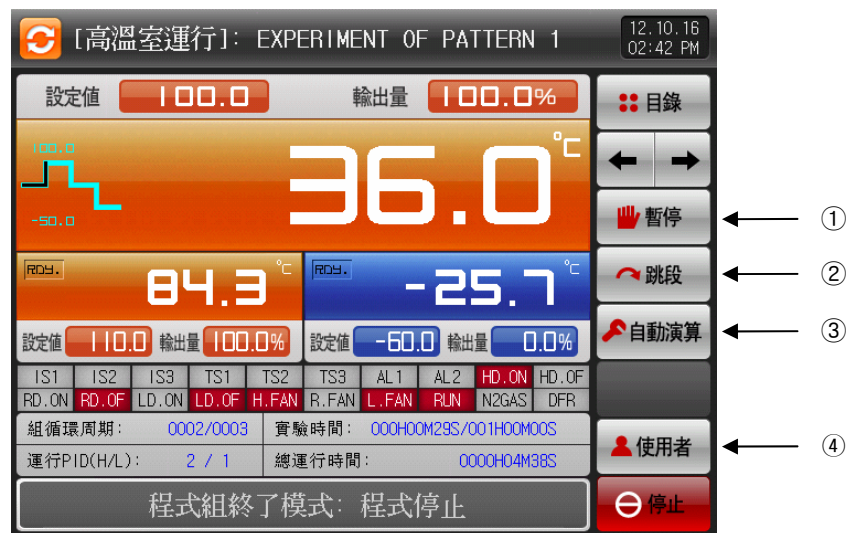 [高溫室運行]: EXPERIMENT OF PATTERN 1
12.10.16
02:42 PM
設定值 100.0 輸出量 100.0%
目錄
100.0
-50.0
36.0 ℃
暫停 ①
RDY. 84.3 ℃
RDY. -25.7 ℃
跳段 ②
設定值 110.0 輸出量 100.0%
設定值 -60.0 輸出量 0.0%
自動演算 ③
IS1 IS2 IS3 TS1 TS2 TS3 AL1 AL2 HD.ON HD.OF
RD.ON RD.OF LD.ON LD.OF H.FAN R.FAN L.FAN RUN N2GAS DFR
組循環周期: 0002/0003 實驗時間: 000H00M29S/001H00M00S
運行PID(H/L): 2 / 1 總運行時間: 0000H04M38S
使用者 ④
程式組終了模式: 程式停止
停止